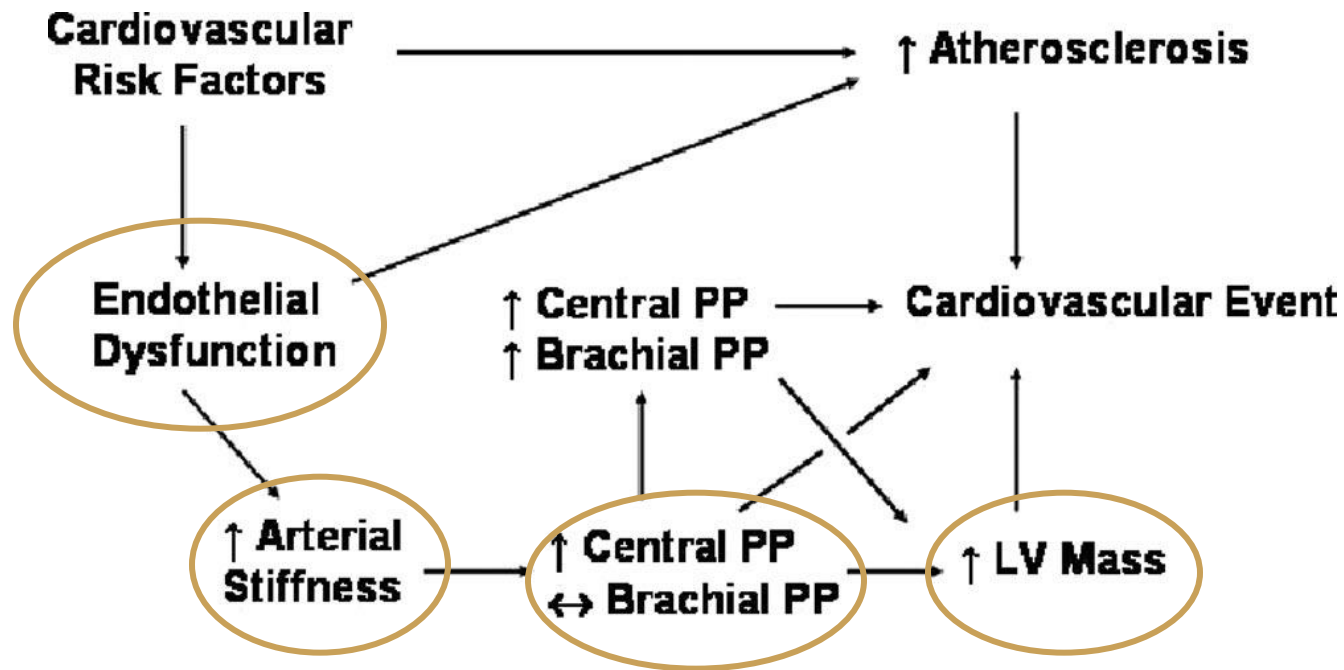 Cardiovascular
Risk Factors
↑ Atherosclerosis
Endothelial
Dysfunction
↑ Central PP
↑ Brachial PP
Cardiovascular Event
↑ Arterial
Stiffness
↑ Central PP
↔ Brachial PP
↑ LV Mass